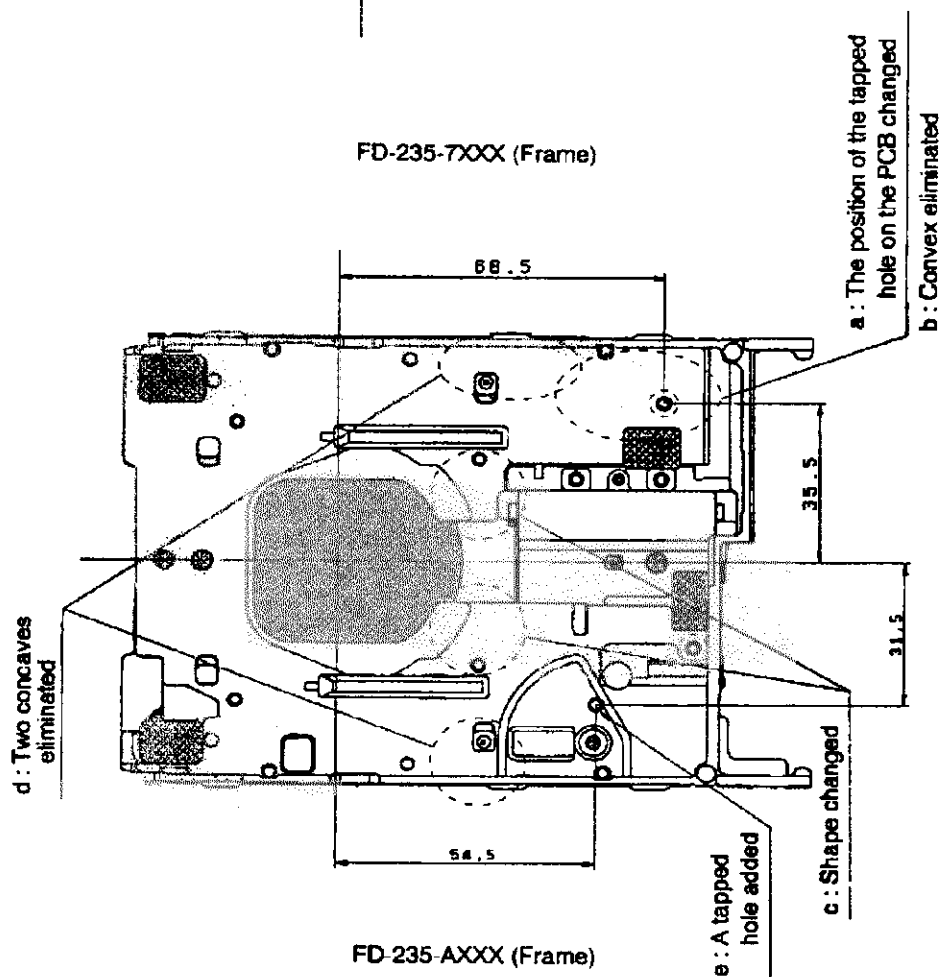 FD-235-7XXX (Frame)
a : The position of the tapped
hole on the PCB changed
b : Convex eliminated
68.5
35.5
31.5
d : Two concaves
eliminated
54.5
e : A tapped
hole added
c : Shape changed
FD-235-AXXX (Frame)